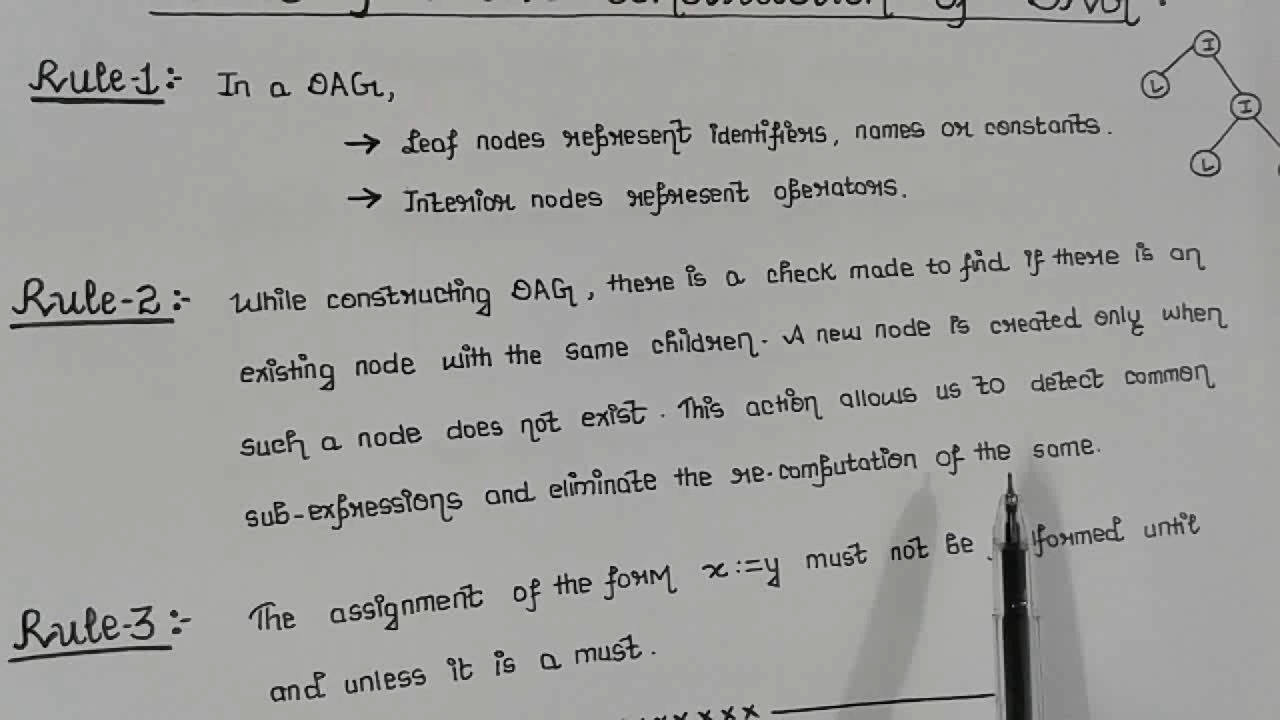 construction of DAG:
Rule-1:- In a DAG,
→ Leaf nodes represent identifiers, names or constants.
→ Interior nodes represent operators.
Rule-2:- While constructing DAG, there is a check made to find if there is an
existing node with the same children. A new node is created only when
such a node does not exist. This action allows us to detect common
sub-expressions and eliminate the re-computation of the same.
Rule-3:- The assignment of the form x:=y must not be formed until
and unless it is a must.
I
L
I
L
xxxxx